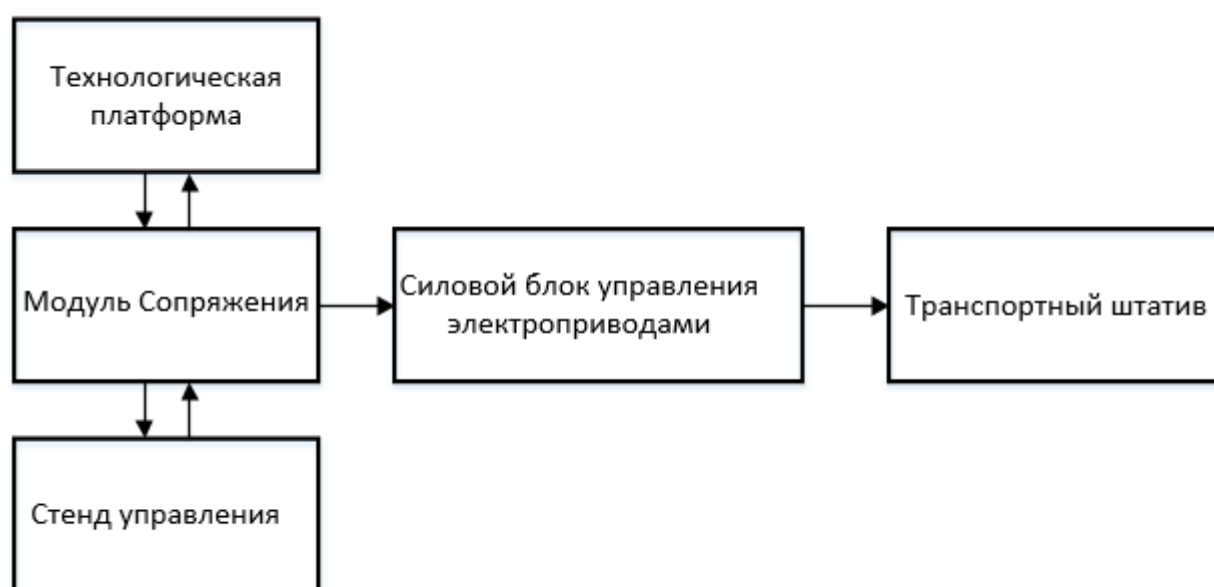 Технологическая
платформа
Модуль Сопряжения
Силовой блок управления
электроприводами
Транспортный штатив
Стенд управления